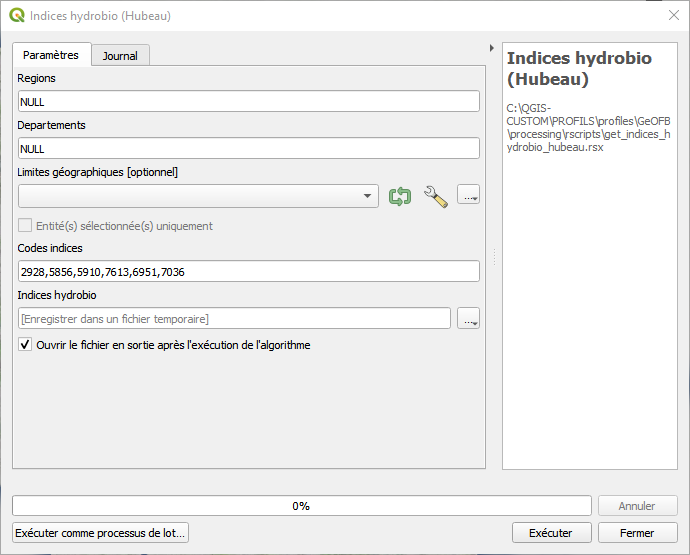 Indices hydrobio (Hubeau)
Paramètres
Journal
Regions
NULL
Departements
NULL
Limites géographiques [optionnel]
...
Entité(s) sélectionnée(s) uniquement
Codes indices
2928,5856,5910,7613,6951,7036
Indices hydrobio
[Enregistrer dans un fichier temporaire]
...
Ouvrir le fichier en sortie après l'exécution de l'algorithme
Indices hydrobio
(Hubeau)
C:\QGIS-
CUSTOM\PROFILS\profiles\GeOFB
\processing\rscripts\get_indices_h
ydrobio_hubeau.rsx
0%
Annuler
Exécuter comme processus de lot...
Exécuter
Fermer